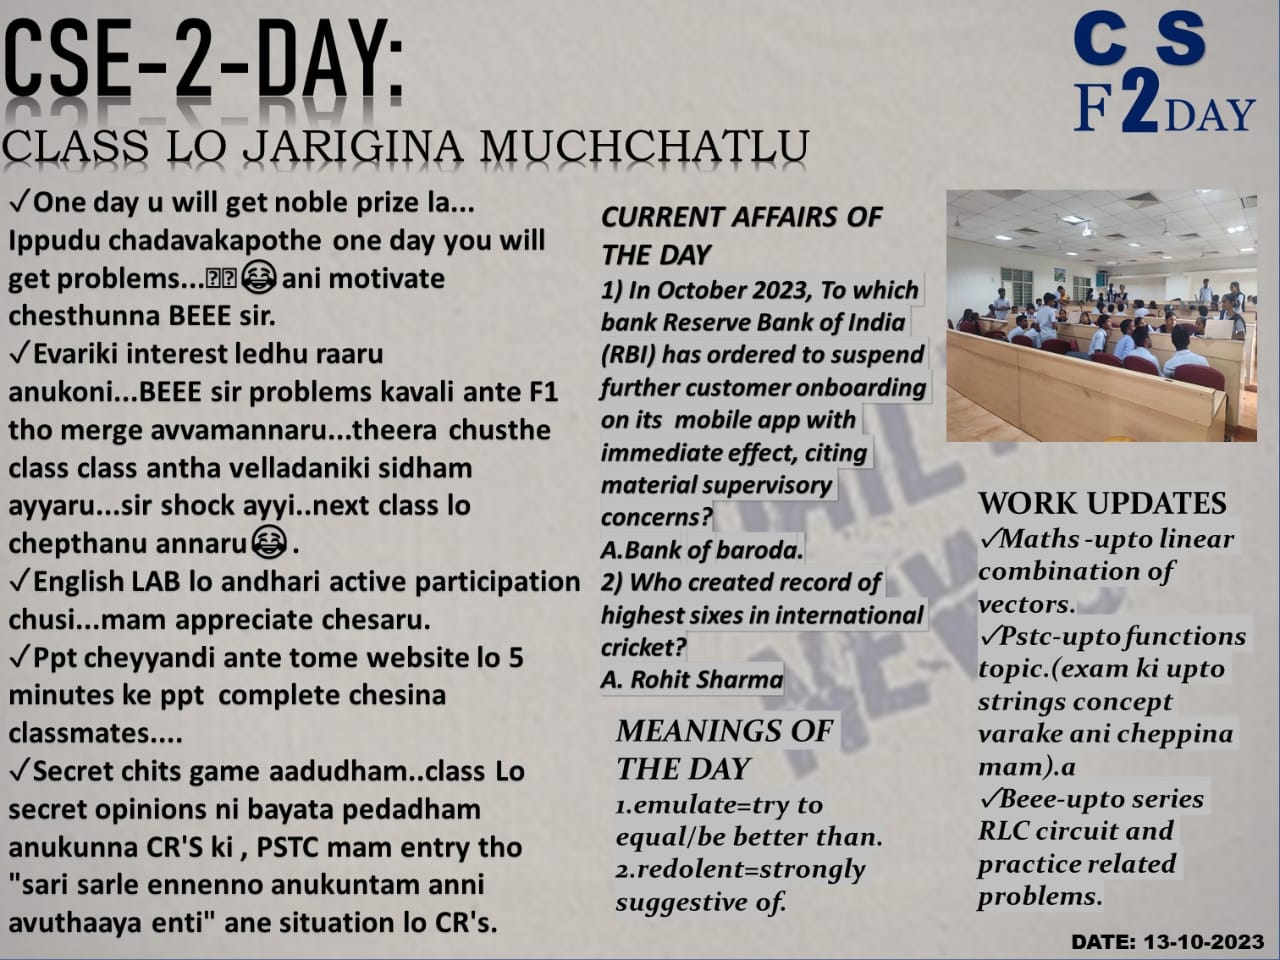 CSE-2-DAY:
CLASS LO JARIGINA MUCHCHATLU
C S
F2DAY
✓One day u will get noble prize la...
Ippudu chadavakapothe one day you will
get problems...😂 ani motivate
chesthunna BEEE sir.
✓Evariki interest ledhu raaru
anukoni...BEEE sir problems kavali ante F1
tho merge avvamannaru...theera chusthe
class class antha velladaniki sidham
ayyaru...sir shock ayyi..next class lo
chepthanu annaru😂.
✓English LAB lo andhari active participation
chusi...mam appreciate chesaru.
✓Ppt cheyyandi ante tome website lo 5
minutes ke ppt complete chesina
classmates....
✓Secret chits game aadudham..class Lo
secret opinions ni bayata pedadham
anukunna CR'S ki , PSTC mam entry tho
"sari sarle ennenno anukuntam anni
avuthaaya enti" ane situation lo CR's.
CURRENT AFFAIRS OF
THE DAY
1) In October 2023, To which
bank Reserve Bank of India
(RBI) has ordered to suspend
further customer onboarding
on its mobile app with
immediate effect, citing
material supervisory
concerns?
A.Bank of baroda.
2) Who created record of
highest sixes in international
cricket?
A. Rohit Sharma
MEANINGS OF
THE DAY
1.emulate=try to
equal/be better than.
2.redolent=strongly
suggestive of.
WORK UPDATES
✓Maths -upto linear
combination of
vectors.
✓Pstc-upto functions
topic.(exam ki upto
strings concept
varake ani cheppina
mam).a
✓Beee-upto series
RLC circuit and
practice related
problems.
DATE: 13-10-2023